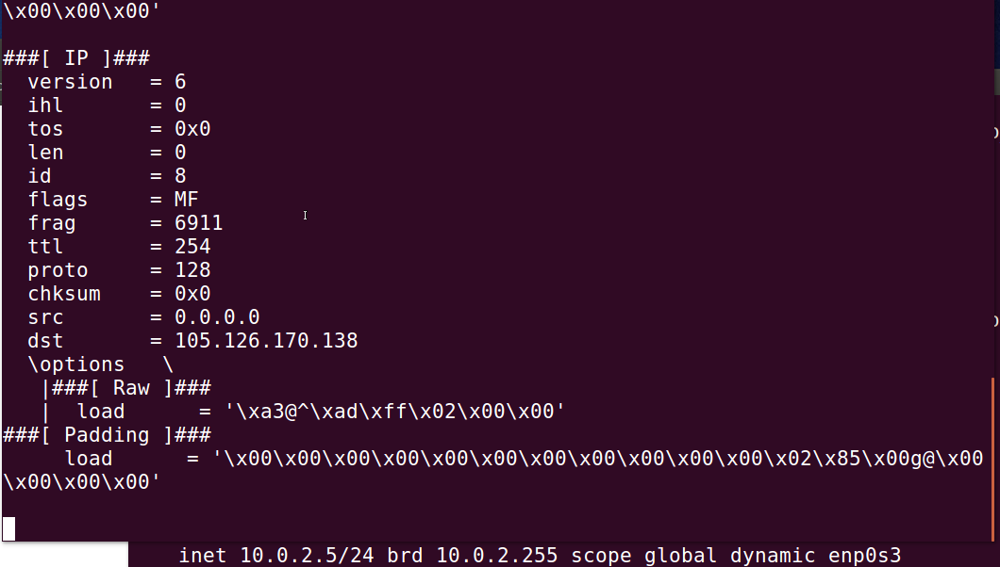 \x00\x00\x00'
###[ IP ]###
  version   = 6
  ihl       = 0
  tos       = 0x0
  len       = 0
  id        = 8
  flags     = MF
  frag      = 6911
  ttl       = 254
  proto     = 128
  chksum    = 0x0
  src       = 0.0.0.0
  dst       = 105.126.170.138
  \options   \
   |###[ Raw ]###
   |  load      = '\xa3@^\xad\xff\x02\x00\x00'
###[ Padding ]###
     load      = '\x00\x00\x00\x00\x00\x00\x00\x00\x00\x00\x00\x02\x85\x00g@\x00
\x00\x00\x00'
inet 10.0.2.5/24 brd 10.0.2.255 scope global dynamic enp0s3